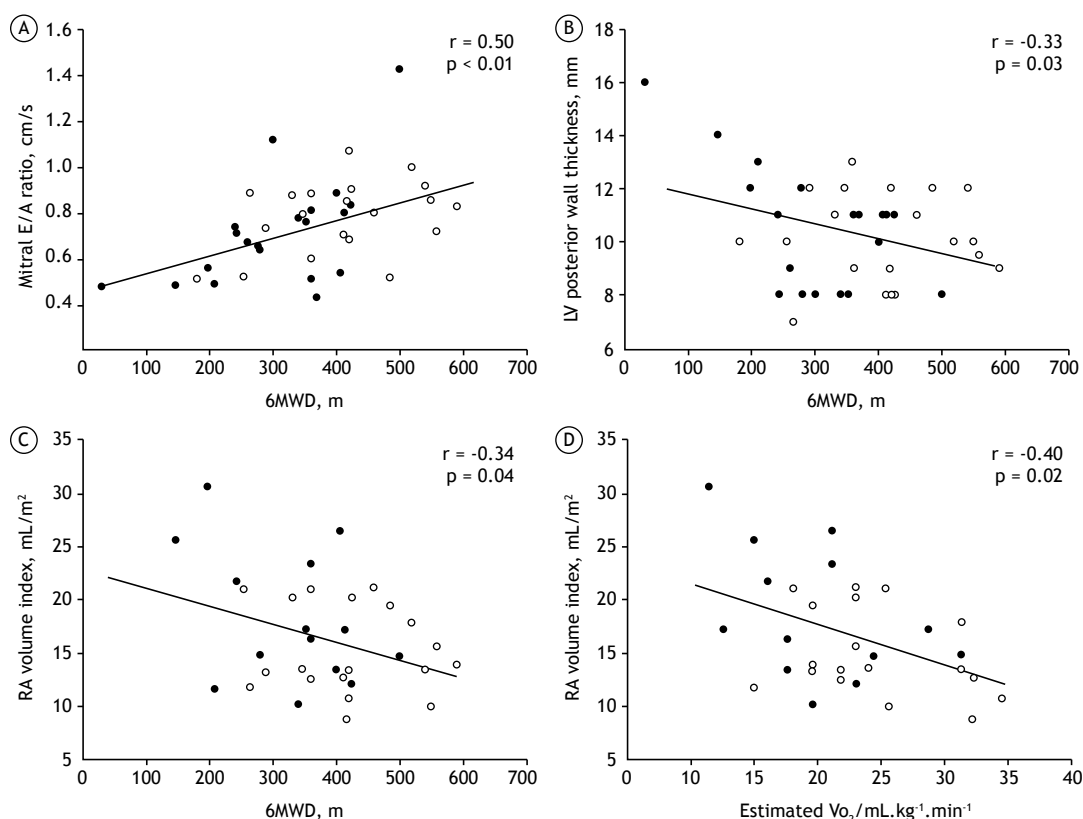 A
r = 0.50
p < 0.01
Mitral E/A ratio, cm/s
1.6
1.4
1.2
1.0
0.8
0.6
0.4
0 100 200 300 400 500 600 700
6MWD, m
B
r = -0.33
p = 0.03
LV posterior wall thickness, mm
18
16
14
12
10
8
6
0 100 200 300 400 500 600 700
6MWD, m
C
r = -0.34
p = 0.04
RA volume index, mL/m²
35
30
25
20
15
10
5
0 100 200 300 400 500 600 700
6MWD, m
D
r = -0.40
p = 0.02
RA volume index, mL/m²
35
30
25
20
15
10
5
0 10 15 20 25 30 35 40
Estimated Vo₂/mL.kg⁻¹.min⁻¹